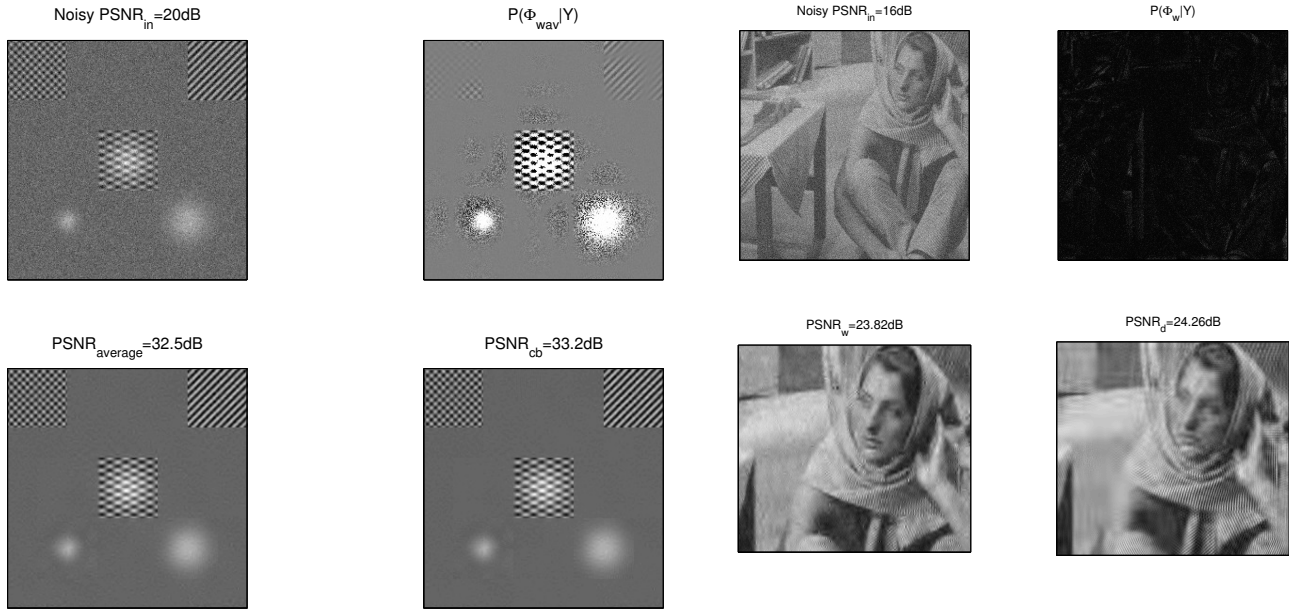 Noisy PSNR_in=20dB
P(Φ_wav|Y)
Noisy PSNR_in=16dB
P(Φ_w|Y)
PSNR_average=32.5dB
PSNR_cb=33.2dB
PSNR_w=23.82dB
PSNR_d=24.26dB